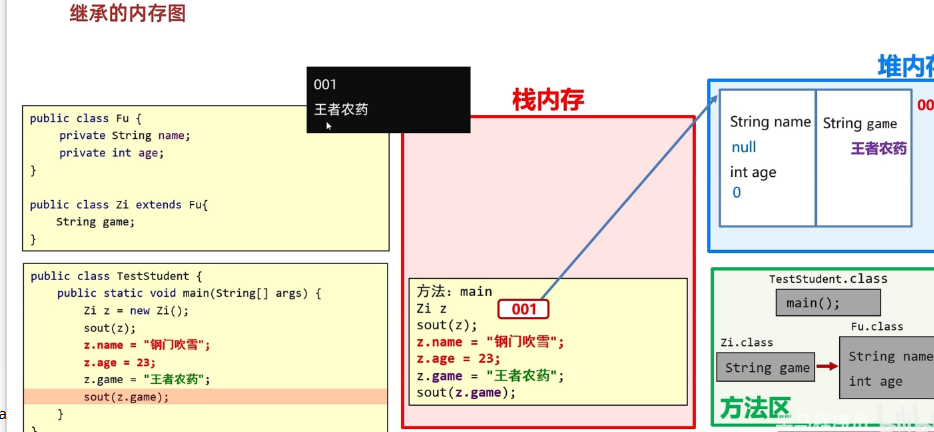 继承的内存图
001
王者农药
public class Fu {
private String name;
private int age;
}
public class Zi extends Fu{
String game;
}
public class TestStudent {
public static void main(String[] args) {
Zi z = new Zi();
sout(z);
z.name = "钢门吹雪";
z.age = 23;
z.game = "王者农药";
sout(z.game);
}
栈内存
方法: main
Zi z
001
sout(z);
z.name = "钢门吹雪";
z.age = 23;
z.game = "王者农药";
sout(z.game);
堆内
String name
null
int age
0
String game
王者农药
00
TestStudent.class
main();
Zi.class
String game
Fu.class
String name
int age
方法区